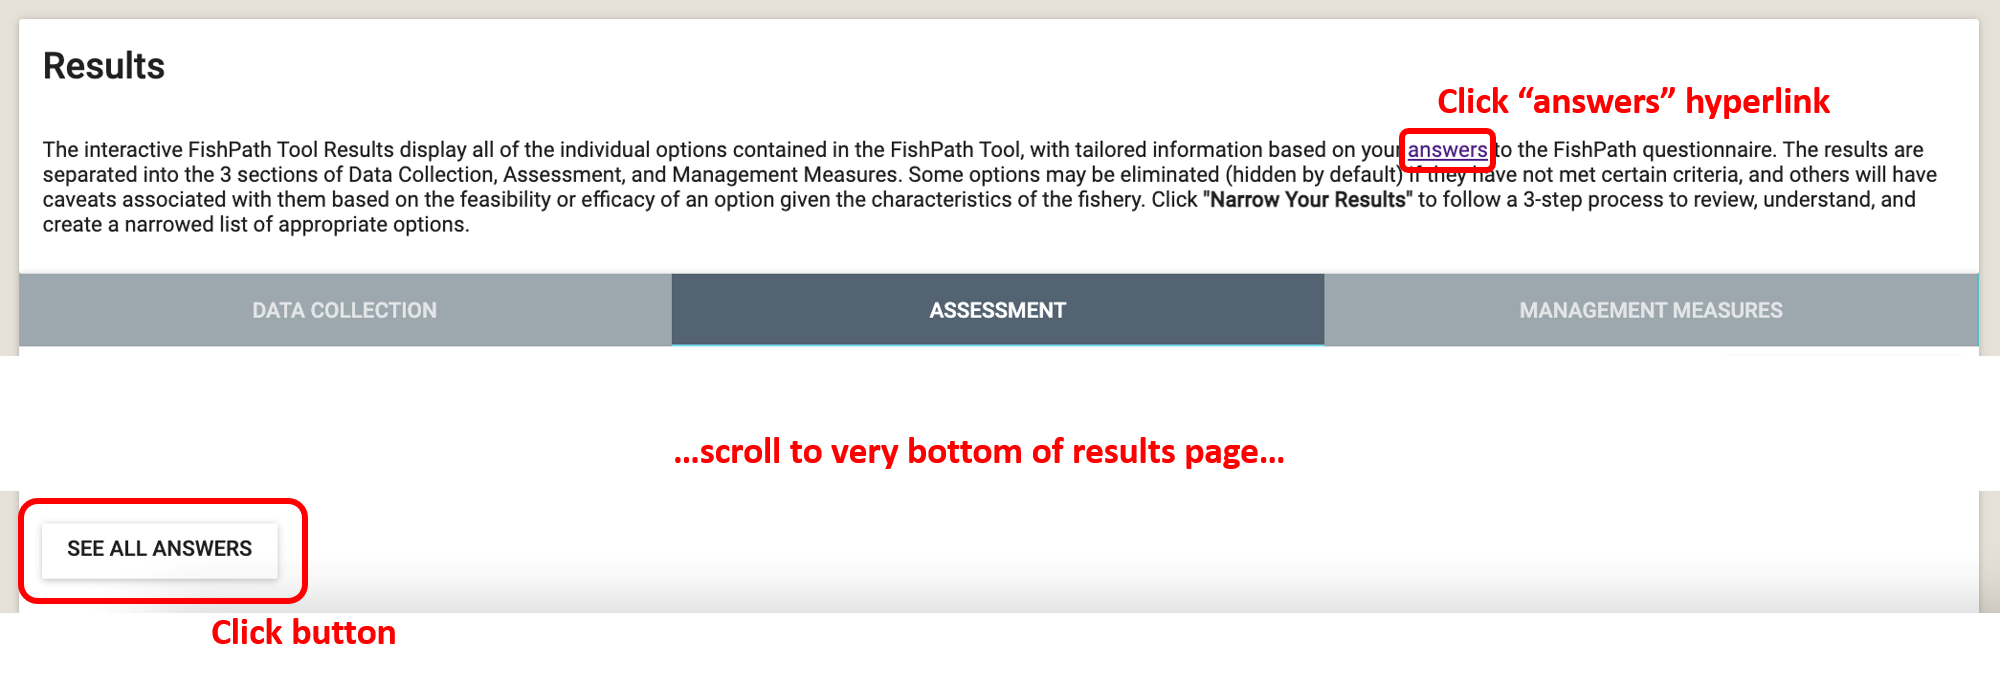 Results
Click “answers” hyperlink
The interactive FishPath Tool Results display all of the individual options contained in the FishPath Tool, with tailored information based on your answers to the FishPath questionnaire. The results are
separated into the 3 sections of Data Collection, Assessment, and Management Measures. Some options may be eliminated (hidden by default) if they have not met certain criteria, and others will have
caveats associated with them based on the feasibility or efficacy of an option given the characteristics of the fishery. Click "Narrow Your Results" to follow a 3-step process to review, understand, and
create a narrowed list of appropriate options.
DATA COLLECTION ASSESSMENT MANAGEMENT MEASURES
...scroll to very bottom of results page...
SEE ALL ANSWERS
Click button